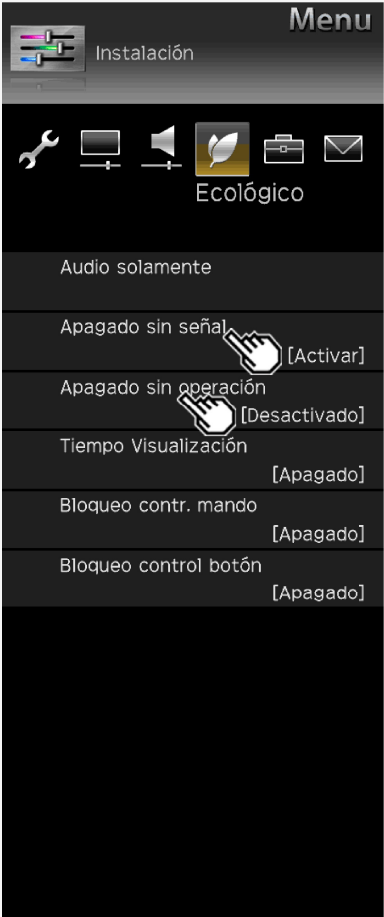 Menu
Instalación
Ecológico
Audio solamente
Apagado sin señal
[Activar]
Apagado sin operación
[Desactivado]
Tiempo Visualización
[Apagado]
Bloqueo contr. mando
[Apagado]
Bloqueo control botón
[Apagado]